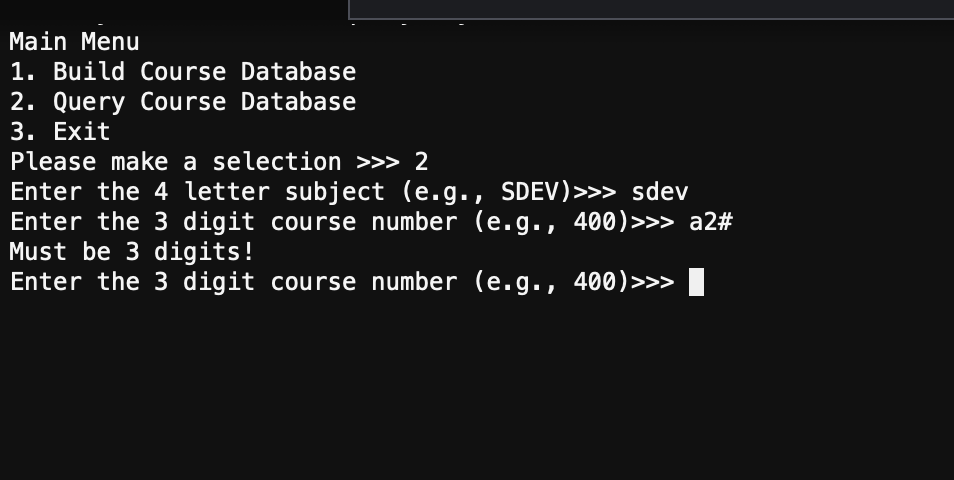 Main Menu
1. Build Course Database
2. Query Course Database
3. Exit
Please make a selection >>> 2
Enter the 4 letter subject (e.g., SDEV)>>> sdev
Enter the 3 digit course number (e.g., 400)>>> a2#
Must be 3 digits!
Enter the 3 digit course number (e.g., 400)>>>